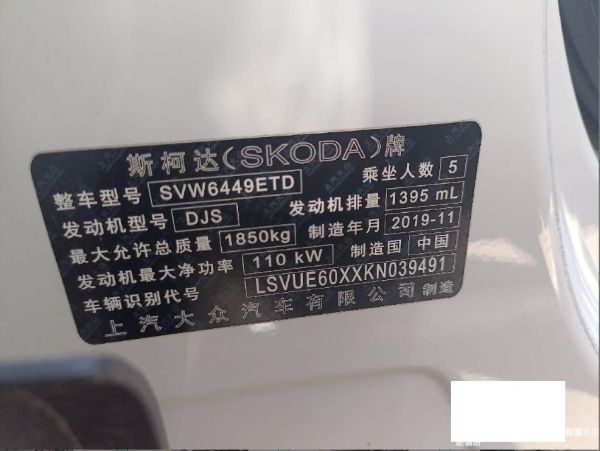 斯柯达(SKODA)牌
整车型号 SVW6449ETD 乘坐人数 5
发动机型号 DJS 发动机排量 1395 mL
最大允许总质量 1850kg 制造年月 2019-11
发动机最大净功率 110 kW 制造国 中国
车辆识别代号 LSVUE60XXKN039491
上汽大众汽车有限公司制造